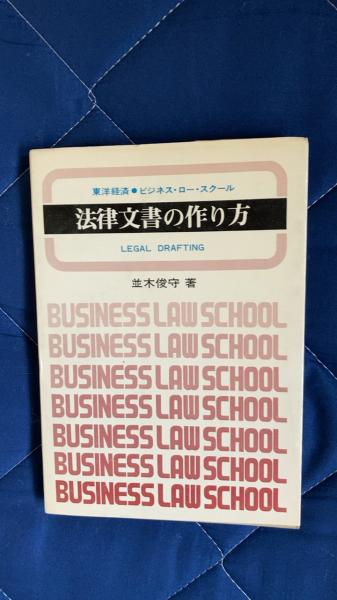 東洋経済●ビジネス・ロー・スクール
法律文書の作り方
LEGAL DRAFTING
並木俊守 著
BUSINESS LAW SCHOOL
BUSINESS LAW SCHOOL
BUSINESS LAW SCHOOL
BUSINESS LAW SCHOOL
BUSINESS LAW SCHOOL
BUSINESS LAW SCHOOL
BUSINESS LAW SCHOOL